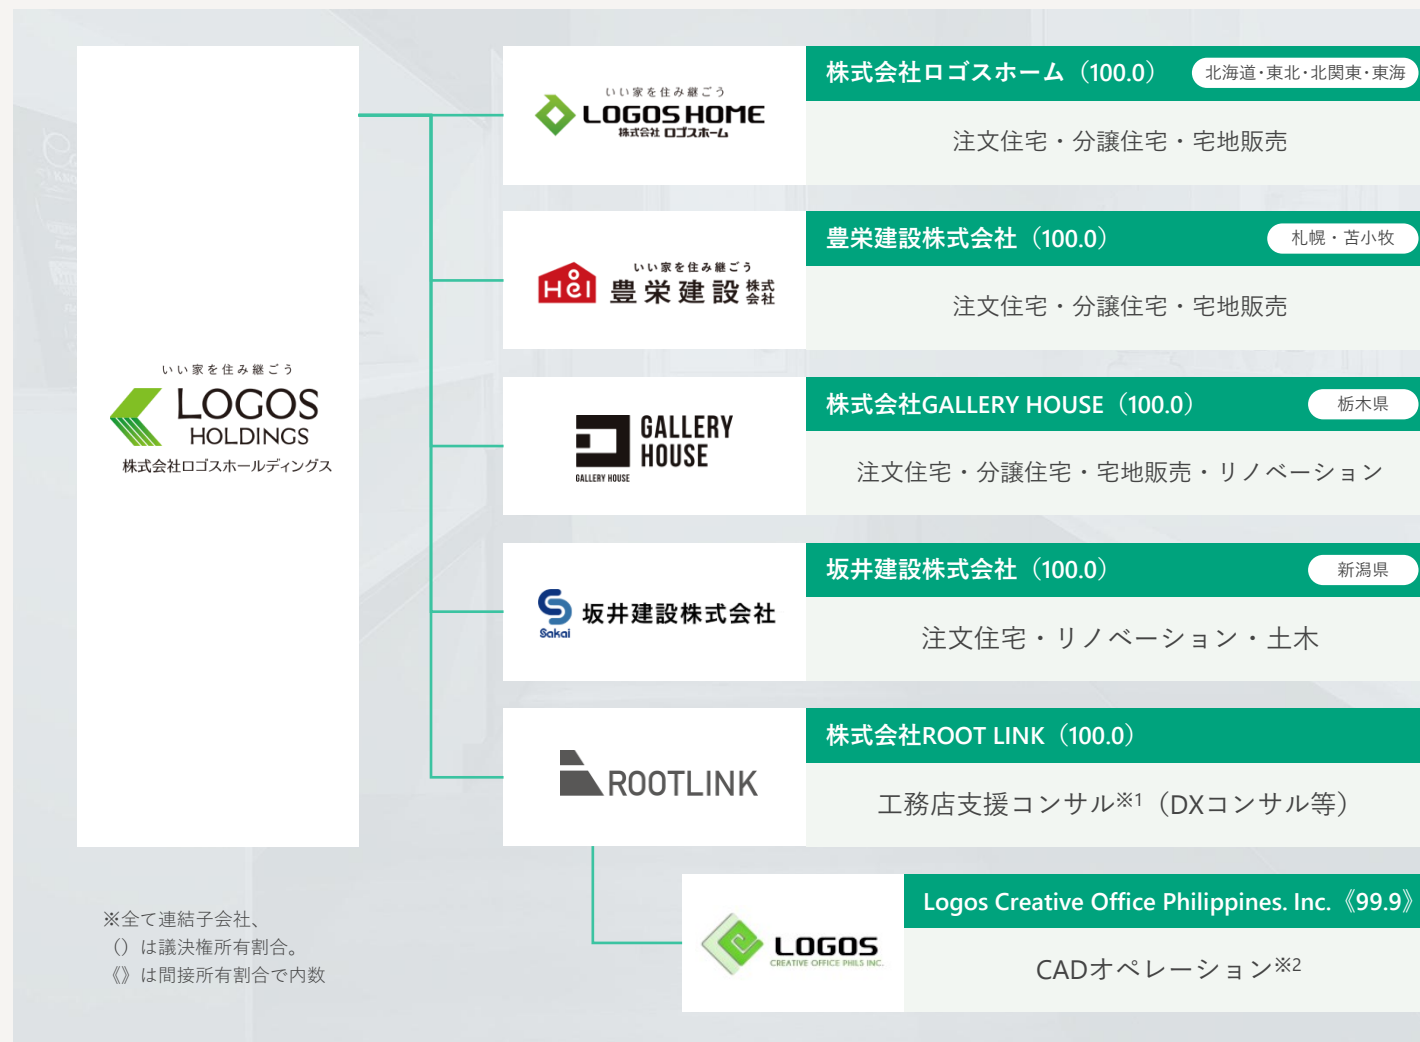 いい家を住み継ごう
LOGOS
HOLDINGS
株式会社ロゴスホールディングス
いい家を住み継ごう
LOGOS HOME
株式会社 ロゴスホーム
株式会社ロゴスホーム（100.0） 北海道・東北・北関東・東海
注文住宅・分譲住宅・宅地販売
Hei
いい家を住み継ごう
豊栄建設株式会社
豊栄建設株式会社（100.0） 札幌・苫小牧
注文住宅・分譲住宅・宅地販売
GALLERY
HOUSE
GALLERY HOUSE
株式会社GALLERY HOUSE（100.0） 栃木県
注文住宅・分譲住宅・宅地販売・リノベーション
Sakai
坂井建設株式会社
坂井建設株式会社（100.0） 新潟県
注文住宅・リノベーション・土木
ROOTLINK
株式会社ROOT LINK（100.0）
工務店支援コンサル※1（DXコンサル等）
LOGOS
CREATIVE OFFICE PHILS INC.
Logos Creative Office Philippines. Inc.《99.9》
CADオペレーション※2
※全て連結子会社、
（）は議決権所有割合。
《》は間接所有割合で内数